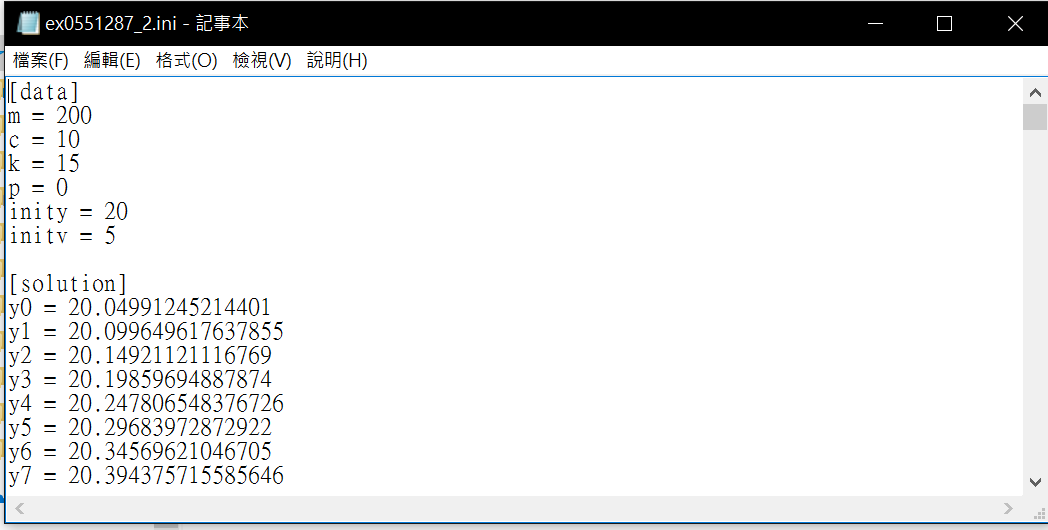 ex0551287_2.ini - 記事本
檔案(F) 編輯(E) 格式(O) 檢視(V) 說明(H)
[data]
m = 200
c = 10
k = 15
p = 0
inity = 20
initv = 5
[solution]
y0 = 20.04991245214401
y1 = 20.099649617637855
y2 = 20.14921121116769
y3 = 20.19859694887874
y4 = 20.247806548376726
y5 = 20.29683972872922
y6 = 20.34569621046705
y7 = 20.394375715585646